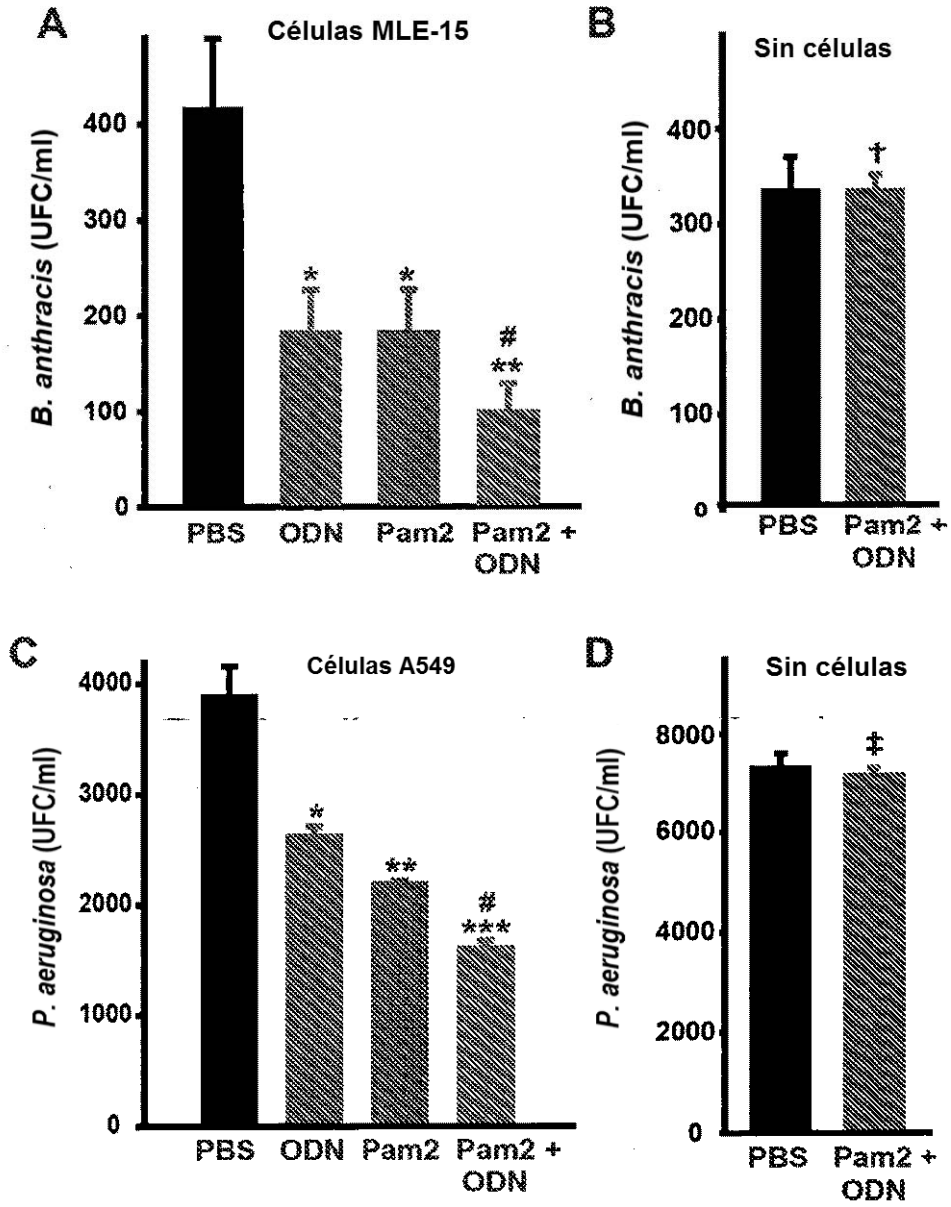 A
Células MLE-15
B. anthracis (UFC/ml)
400
300
200
100
0
*
*
#
**
PBS
ODN
Pam2
Pam2 +
ODN
B
Sin células
B. anthracis (UFC/ml)
400
300
200
100
0
†
PBS
Pam2 +
ODN
C
Células A549
P. aeruginosa (UFC/ml)
4000
3000
2000
1000
0
*
**
#
***
PBS
ODN
Pam2
Pam2 +
ODN
D
Sin células
P. aeruginosa (UFC/ml)
8000
6000
4000
2000
0
‡
PBS
Pam2 +
ODN